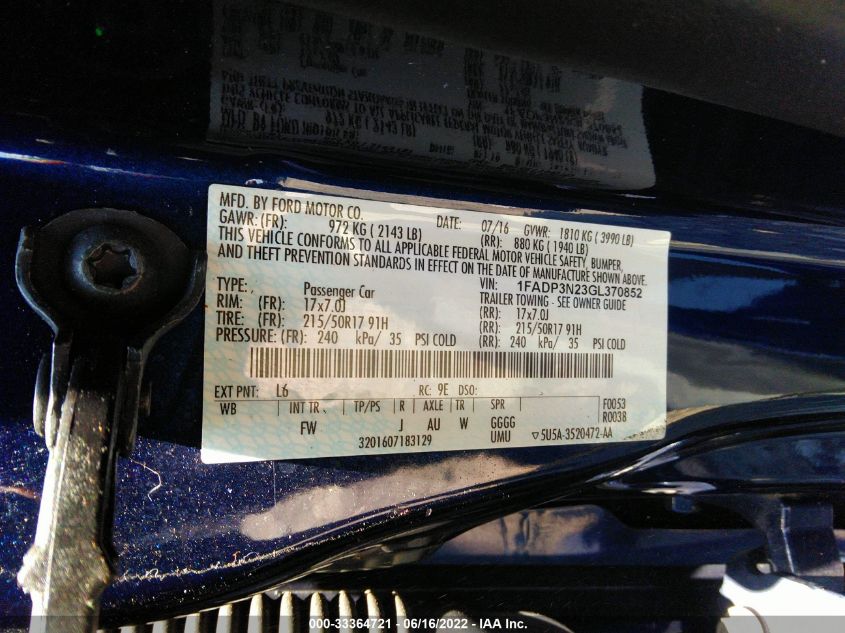 MFD. BY FORD MOTOR CO.
DATE: 07/16 GVWR: 1810 KG ( 3990 LB)
GAWR: (FR): 972 KG ( 2143 LB) (RR): 880 KG ( 1940 LB)
THIS VEHICLE CONFORMS TO ALL APPLICABLE FEDERAL MOTOR VEHICLE SAFETY, BUMPER,
AND THEFT PREVENTION STANDARDS IN EFFECT ON THE DATE OF MANUFACTURE SHOWN ABOVE.
VIN: 1FADP3N23GL370852
TYPE: . Passenger Car TRAILER TOWING - SEE OWNER GUIDE
RIM: (FR): 17x7.0J (RR): 17x7.0J
TIRE: (FR): 215/50R17 91H (RR): 215/50R17 91H
PRESSURE: (FR): 240 kPa/ 35 PSI COLD (RR): 240 kPa/ 35 PSI COLD
EXT PNT: L6 RC: 9E DSO:
WB INT TR. TP/PS R AXLE TR SPR F0053
FW J AU W GGGG R0038
3201607183129 UMU ▽5U5A-3520472-AA
000-33364721 - 06/16/2022 - IAA Inc.